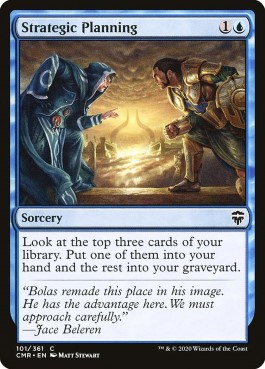 Strategic Planning 1
Sorcery
Look at the top three cards of your
library. Put one of them into your
hand and the rest into your graveyard.
“Bolas remade this place in his image.
He has the advantage here. We must
approach carefully.”
—Jace Beleren
101/361 C
CMR • EN Matt Stewart ™ & © 2020 Wizards of the Coast